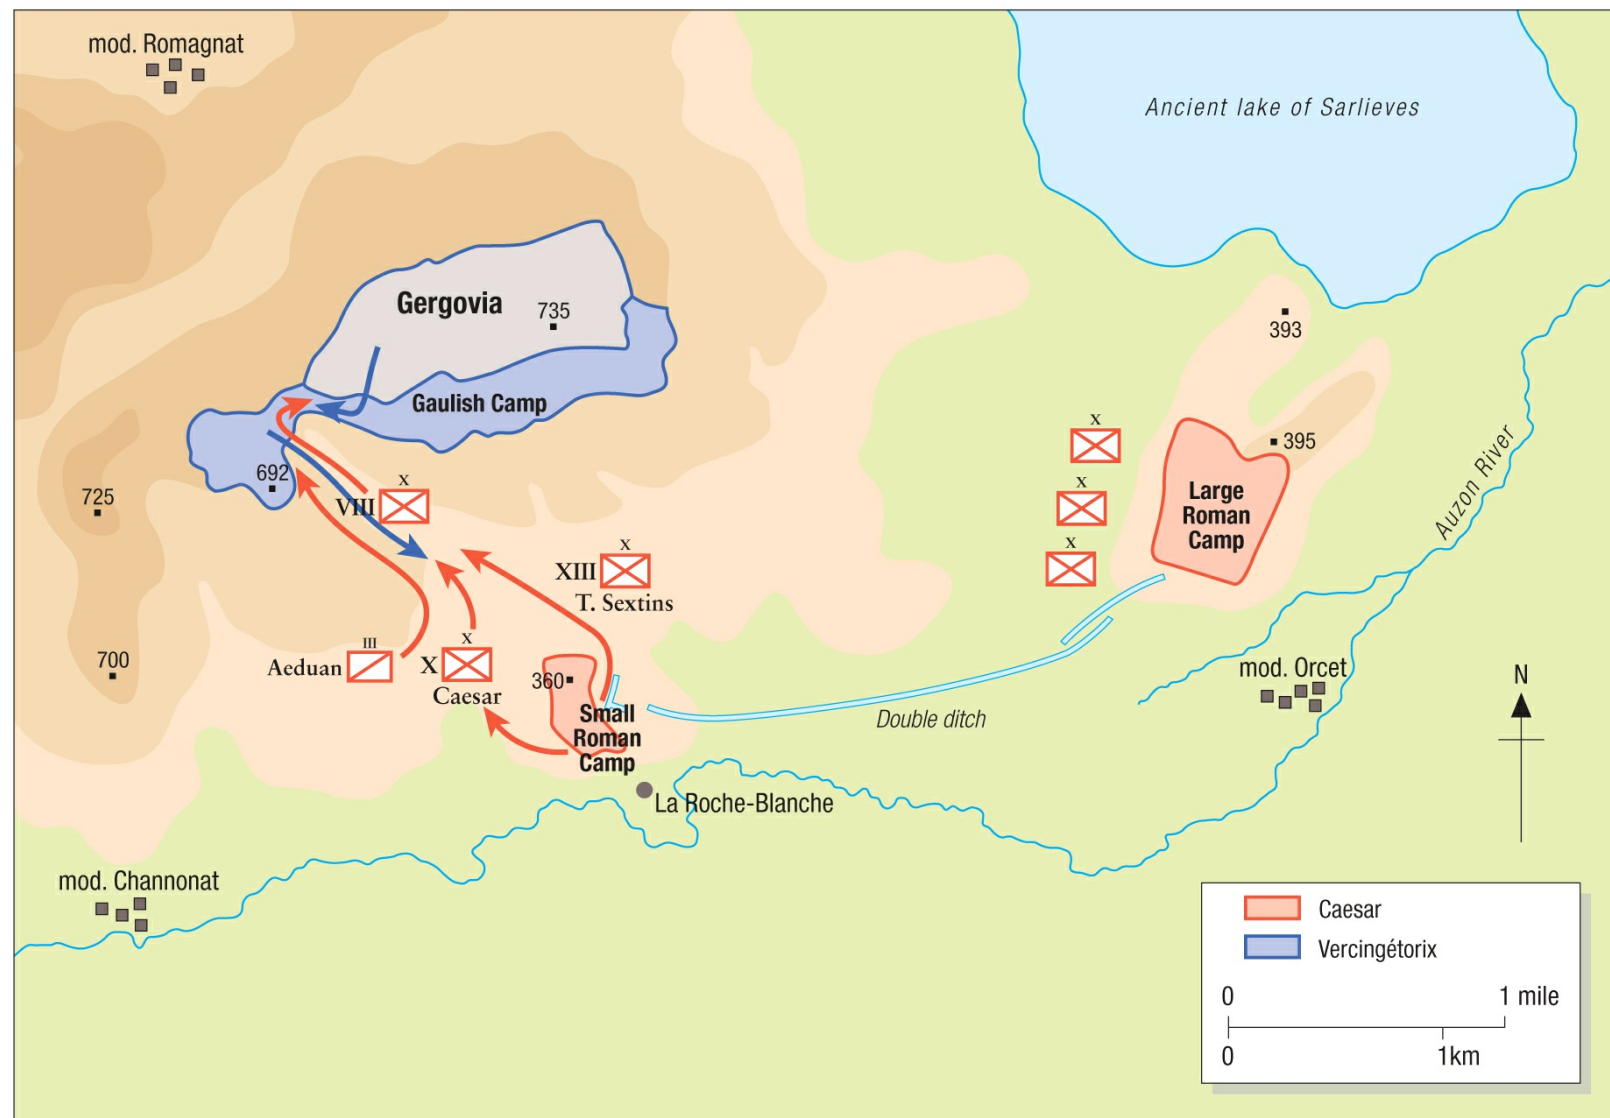 mod. Romagnat
Ancient lake of Sarlieves
Gergovia
735
393
Gaulish Camp
X
395
692
X
X
Large
Roman
Camp
VIII
725
Auzon River
X
X
XIII
T. Sextins
III
X
Aeduan
X
Caesar
700
360
mod. Orcet
N
Small
Roman
Camp
Double ditch
La Roche-Blanche
mod. Channonat
Caesar
Vercingétorix
0
1 mile
0
1km